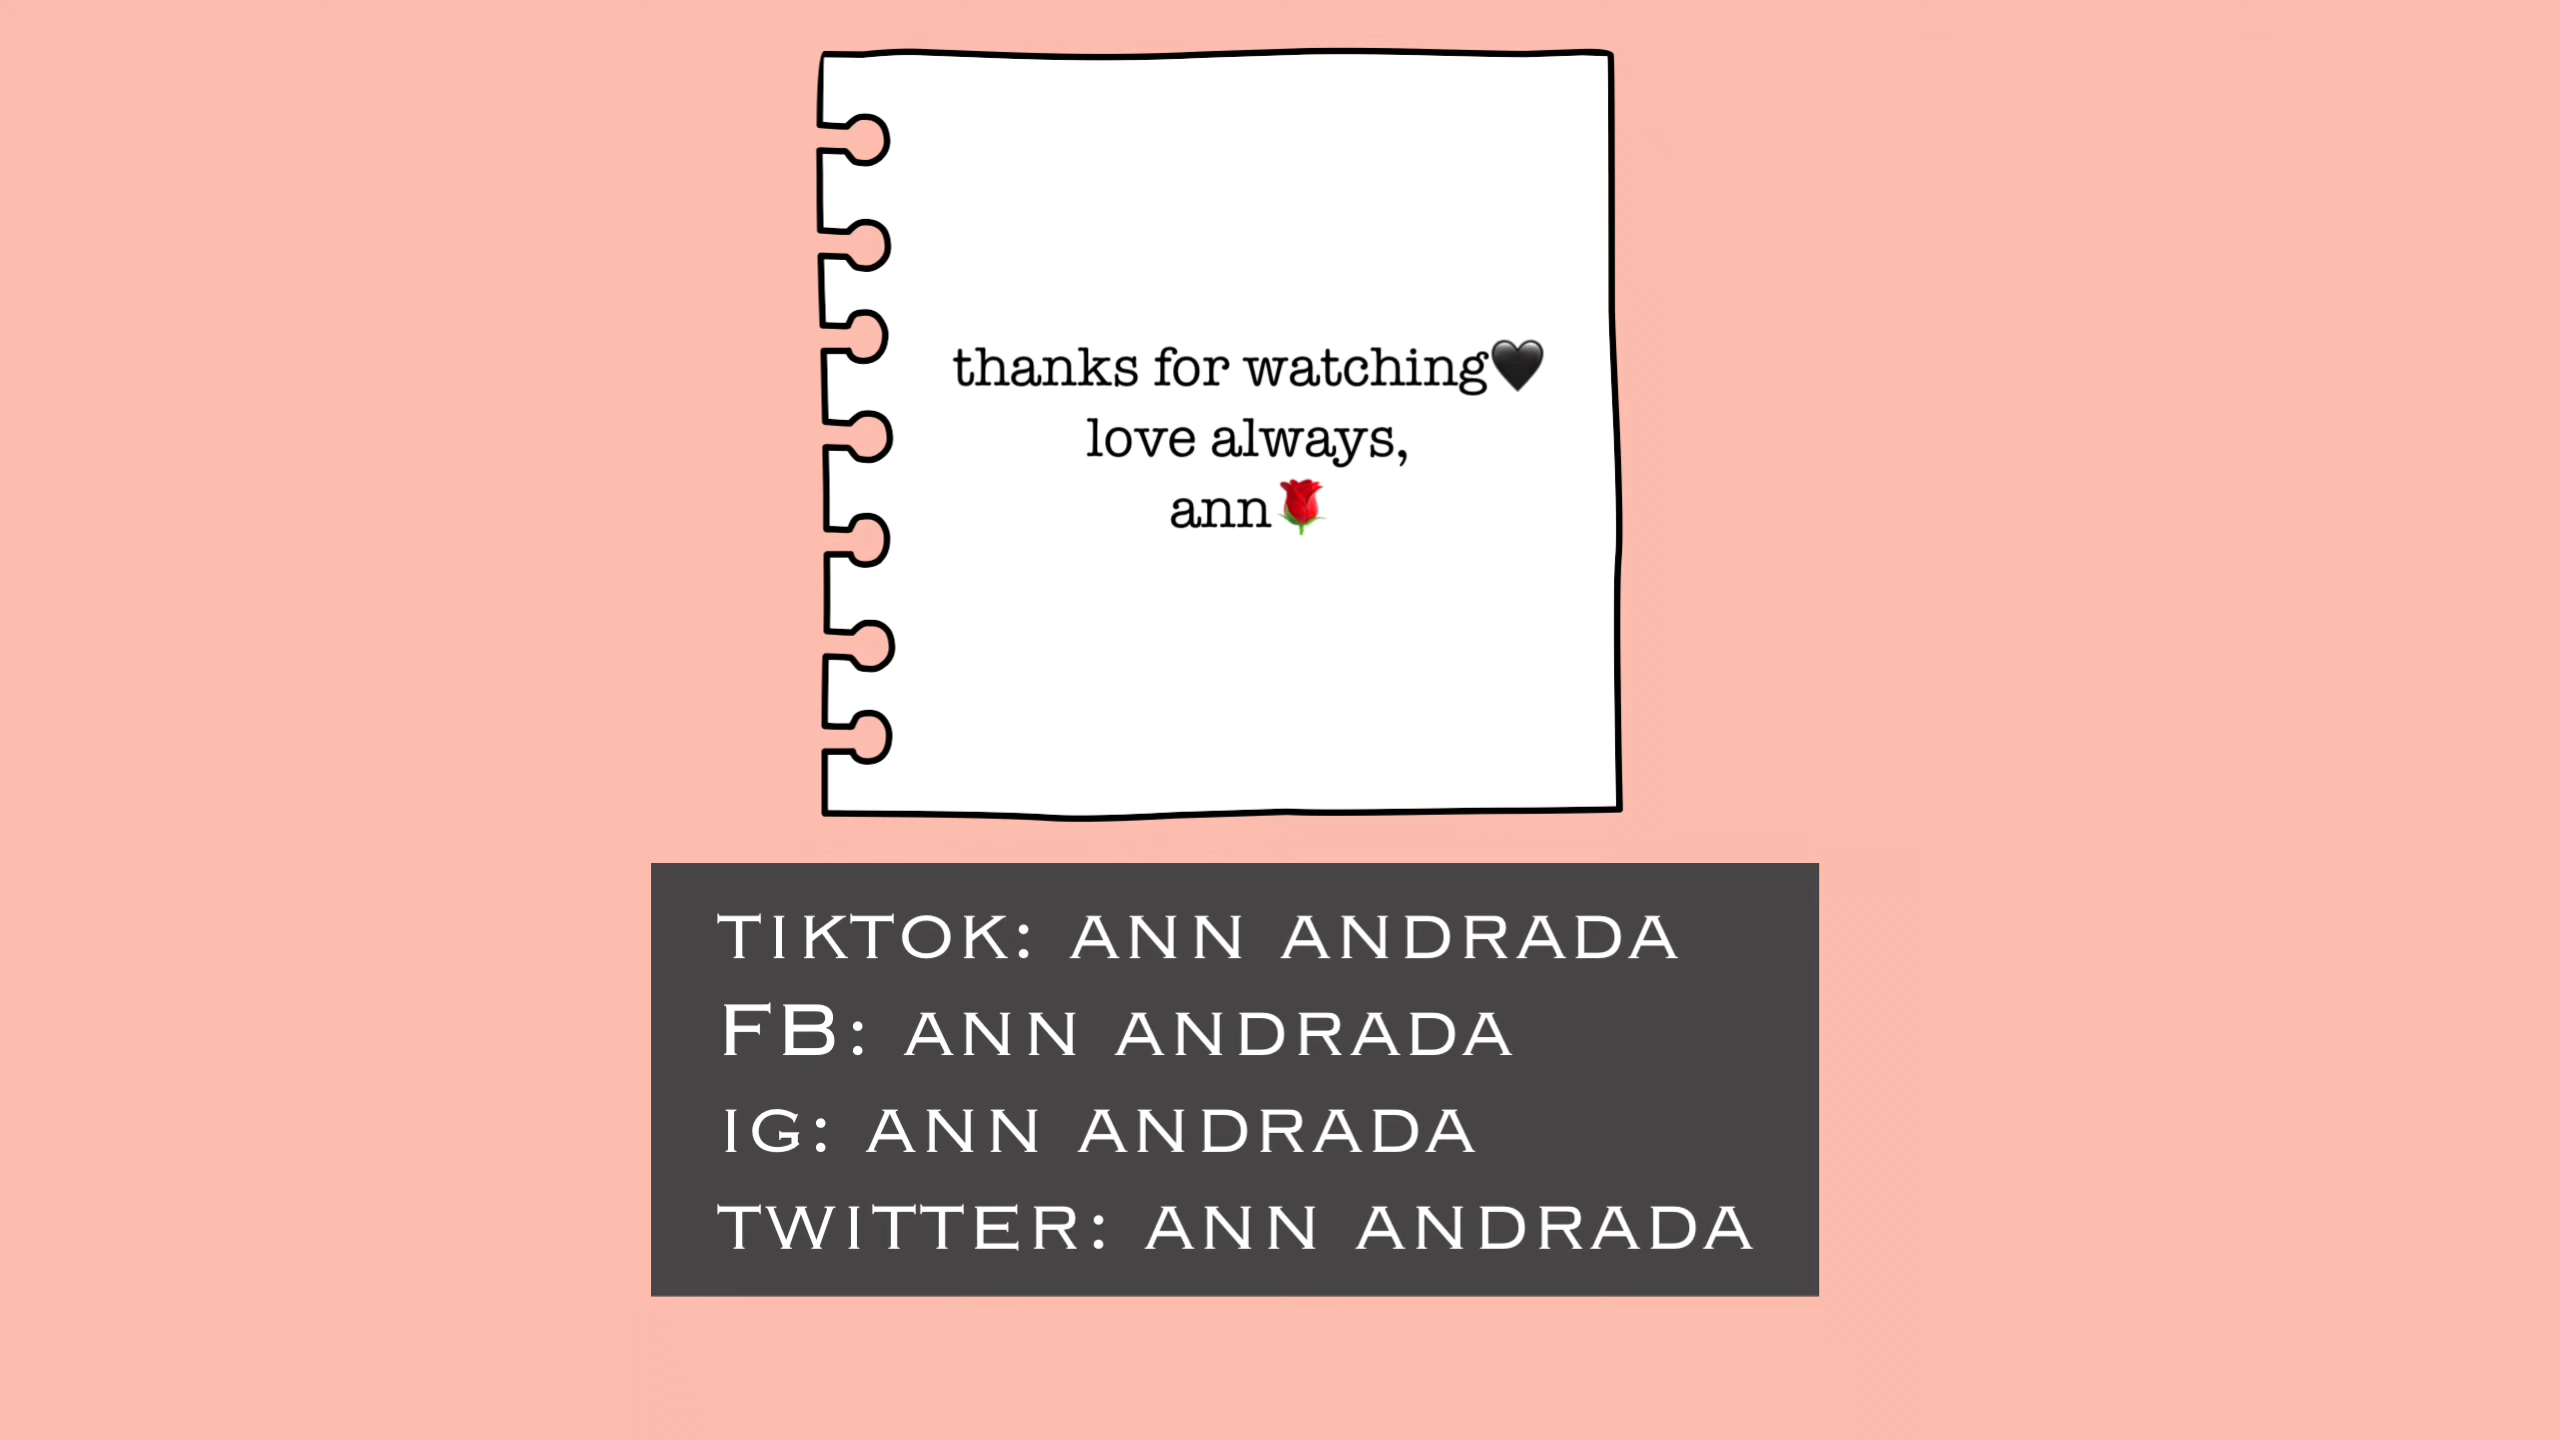 thanks for watching🖤
love always,
ann🌹
TIKTOK: ANN ANDRADA
FB: ANN ANDRADA
IG: ANN ANDRADA
TWITTER: ANN ANDRADA